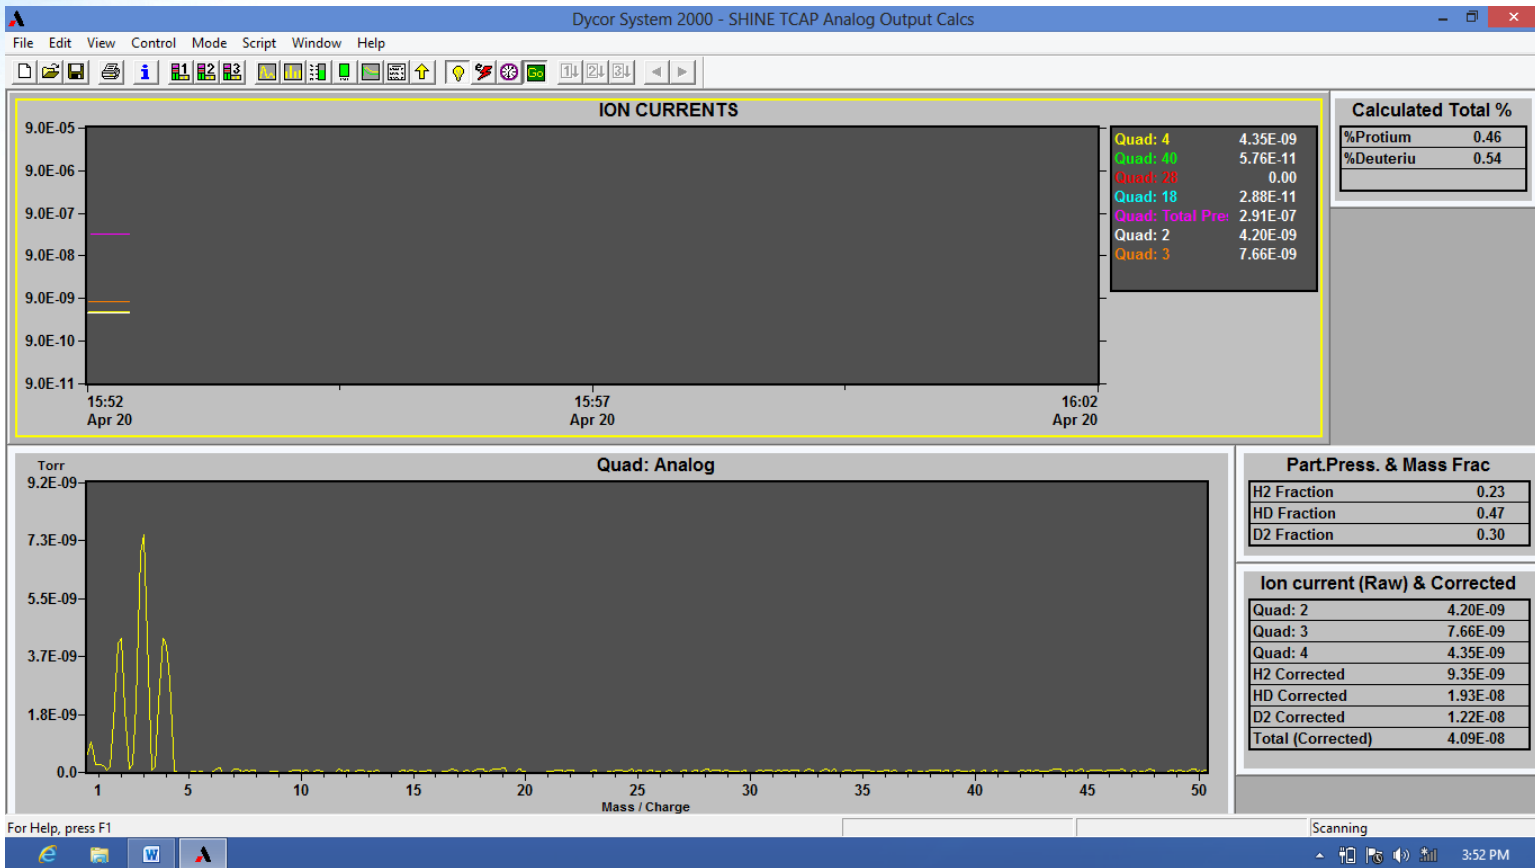 Dycor System 2000 - SHINE TCAP Analog Output Calcs
File Edit View Control Mode Script Window Help
ION CURRENTS
9.0E-05
9.0E-06
9.0E-07
9.0E-08
9.0E-09
9.0E-10
9.0E-11
15:52 15:57 16:02
Apr 20 Apr 20 Apr 20
Quad: 4 4.35E-09
Quad: 40 5.76E-11
Quad: 28 0.00
Quad: 18 2.88E-11
Quad: Total Pre: 2.91E-07
Quad: 2 4.20E-09
Quad: 3 7.66E-09
Calculated Total %
%Protium 0.46
%Deuteriu 0.54
Quad: Analog
Torr
9.2E-09
7.3E-09
5.5E-09
3.7E-09
1.8E-09
0.0
1 5 10 15 20 25 30 35 40 45 50
Mass / Charge
Part.Press. & Mass Frac
H2 Fraction 0.23
HD Fraction 0.47
D2 Fraction 0.30
Ion current (Raw) & Corrected
Quad: 2 4.20E-09
Quad: 3 7.66E-09
Quad: 4 4.35E-09
H2 Corrected 9.35E-09
HD Corrected 1.93E-08
D2 Corrected 1.22E-08
Total (Corrected) 4.09E-08
For Help, press F1
Scanning
3:52 PM